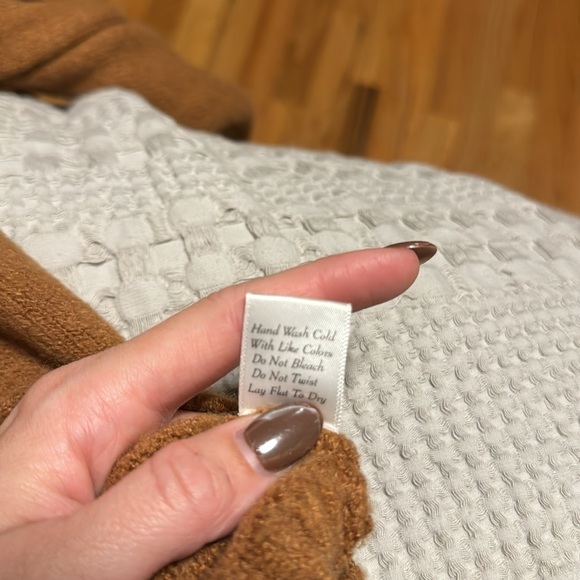 Hand Wash Cold
With Like Colors
Do Not Bleach
Do Not Twist
Lay Flat To Dry